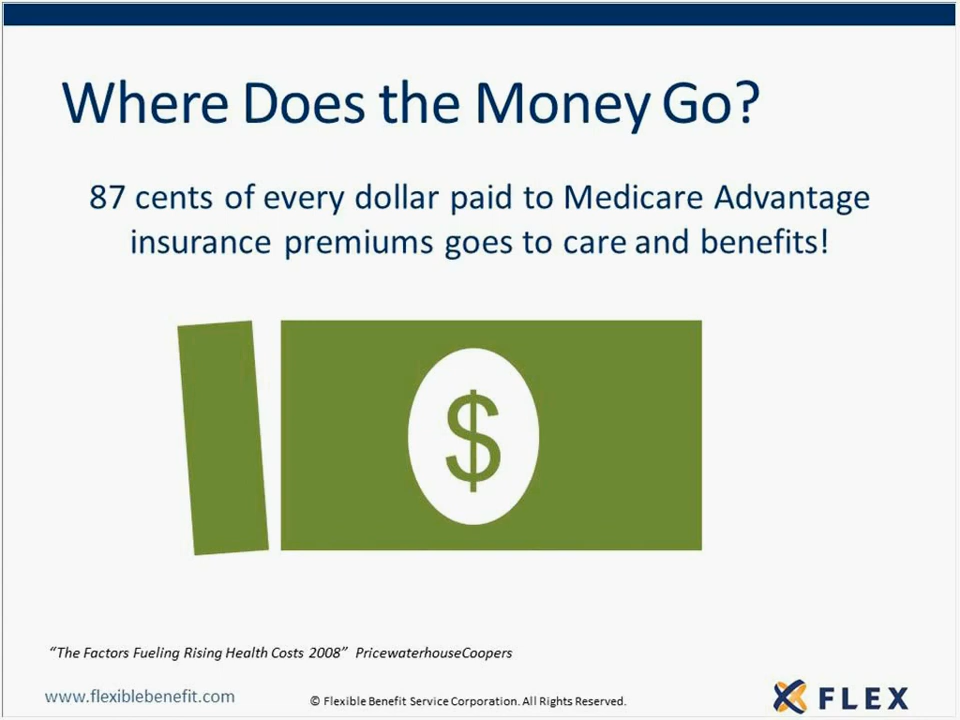 Where Does the Money Go?
87 cents of every dollar paid to Medicare Advantage
insurance premiums goes to care and benefits!
$
“The Factors Fueling Rising Health Costs 2008” PricewaterhouseCoopers
www.flexiblebenefit.com
© Flexible Benefit Service Corporation. All Rights Reserved.
FLEX